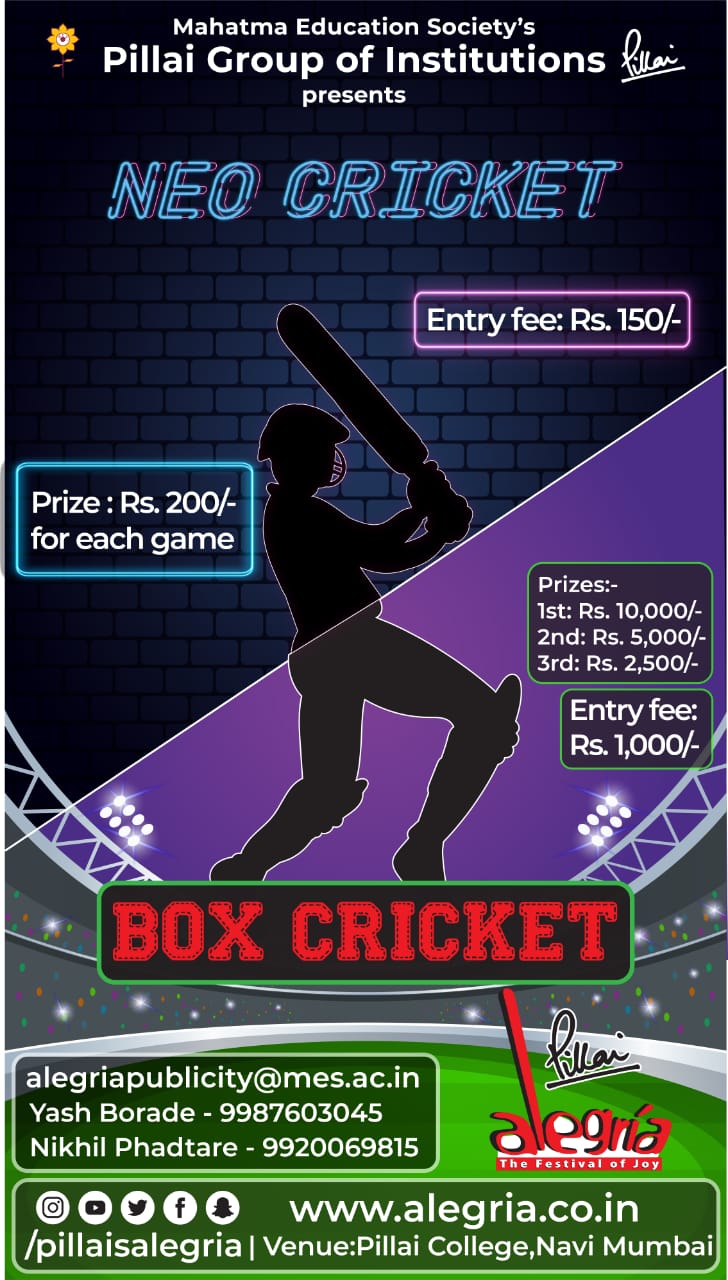 Mahatma Education Society's
Pillai Group of Institutions
Pillai
presents
NEO CRICKET
Entry fee: Rs. 150/-
Prize : Rs. 200/-
for each game
Prizes:-
1st: Rs. 10,000/-
2nd: Rs. 5,000/-
3rd: Rs. 2,500/-
Entry fee:
Rs. 1,000/-
BOX CRICKET
Pillai
alegría
The Festival of Joy
alegriapublicity@mes.ac.in
Yash Borade - 9987603045
Nikhil Phadtare - 9920069815
www.alegria.co.in
/pillaisalegria | Venue:Pillai College,Navi Mumbai